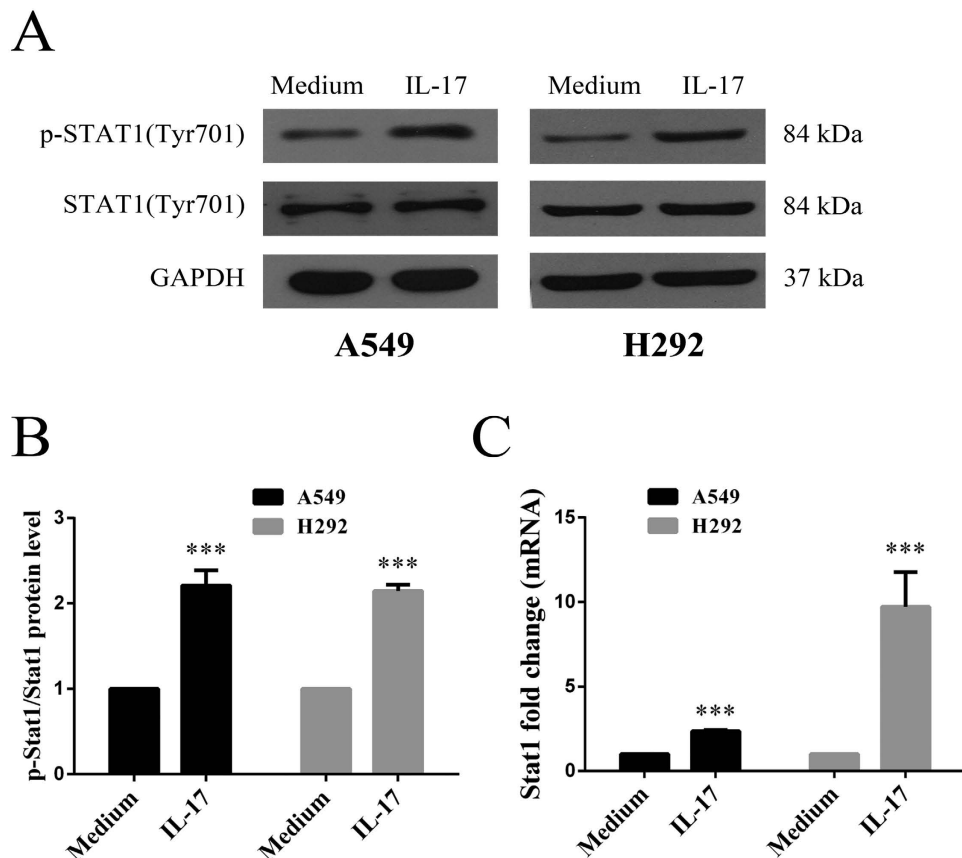 A
Medium IL-17 Medium IL-17
p-STAT1(Tyr701) 84 kDa
STAT1(Tyr701) 84 kDa
GAPDH 37 kDa
A549 H292
B
A549
H292
p-Stat1/Stat1 protein level
3
2
1
0
***
***
Medium IL-17 Medium IL-17
C
A549
H292
Stat1 fold change (mRNA)
15
10
5
0
***
***
Medium IL-17 Medium IL-17